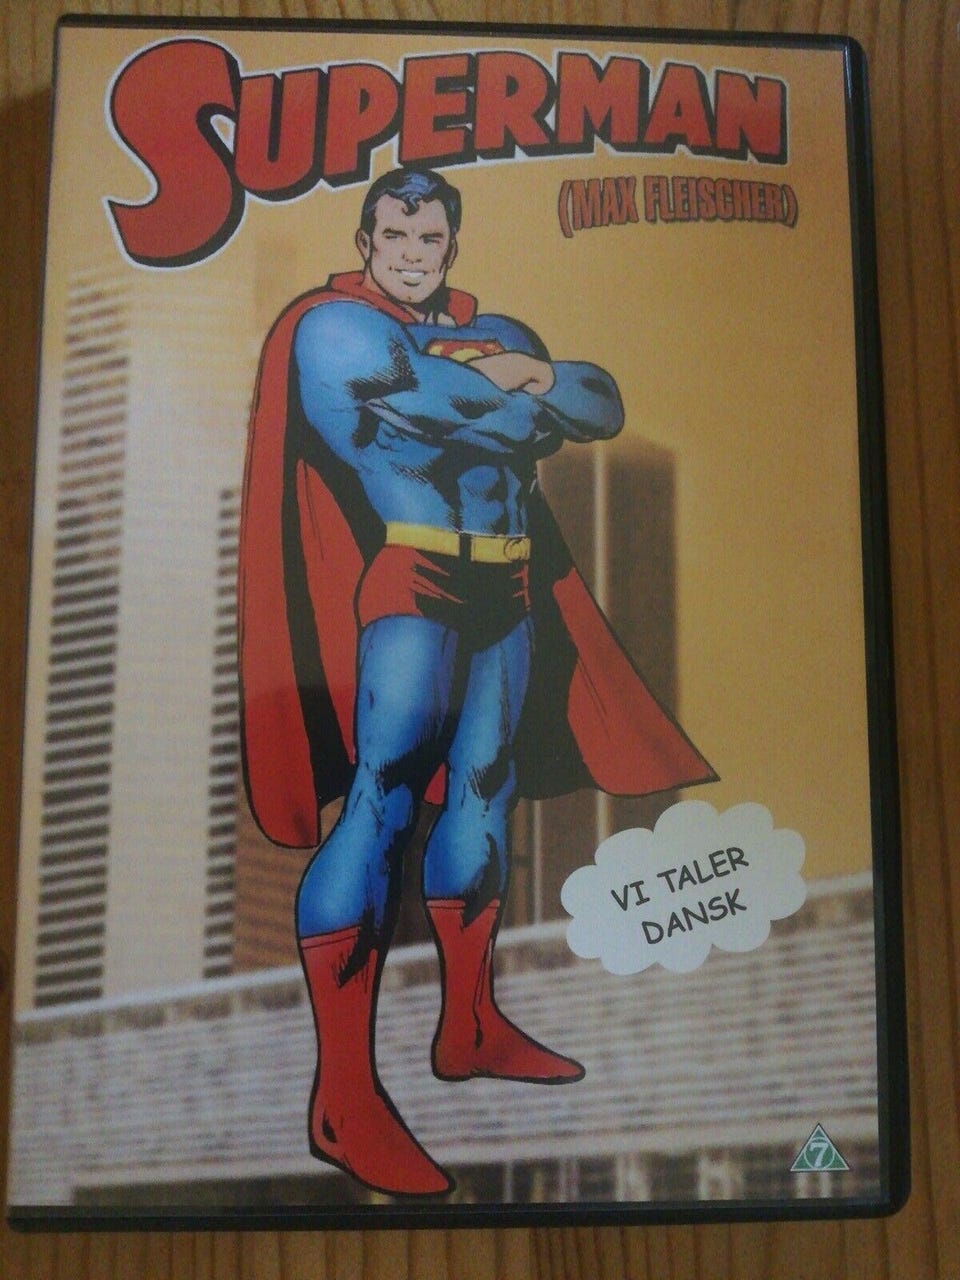 SUPERMAN
(MAX FLEISCHER)
VI TALER
DANSK
7